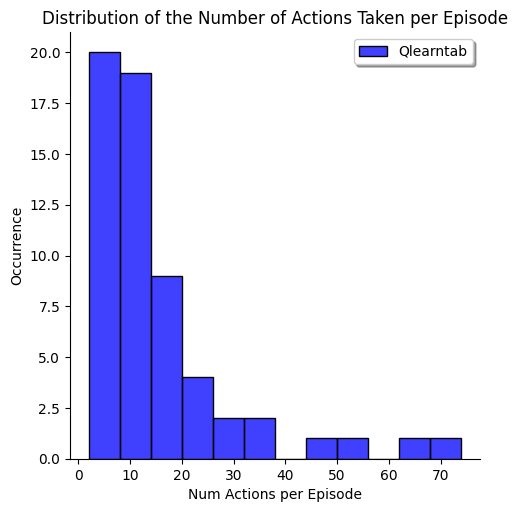 Distribution of the Number of Actions Taken per Episode
Qlearntab
20.0
17.5
15.0
12.5
10.0
7.5
5.0
2.5
0.0
Occurrence
0 10 20 30 40 50 60 70
Num Actions per Episode